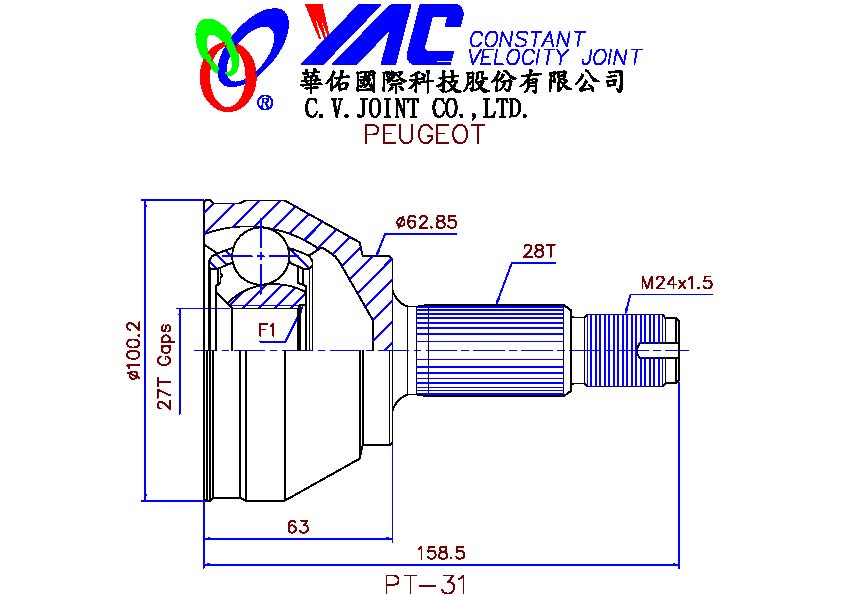 YAC CONSTANT
VELOCITY JOINT
®
華佑國際科技股份有限公司
C.V.JOINT CO.,LTD.
PEUGEOT
ø62.85
28T
M24x1.5
F1
ø100.2
27T Gaps
63
158.5
PT-31